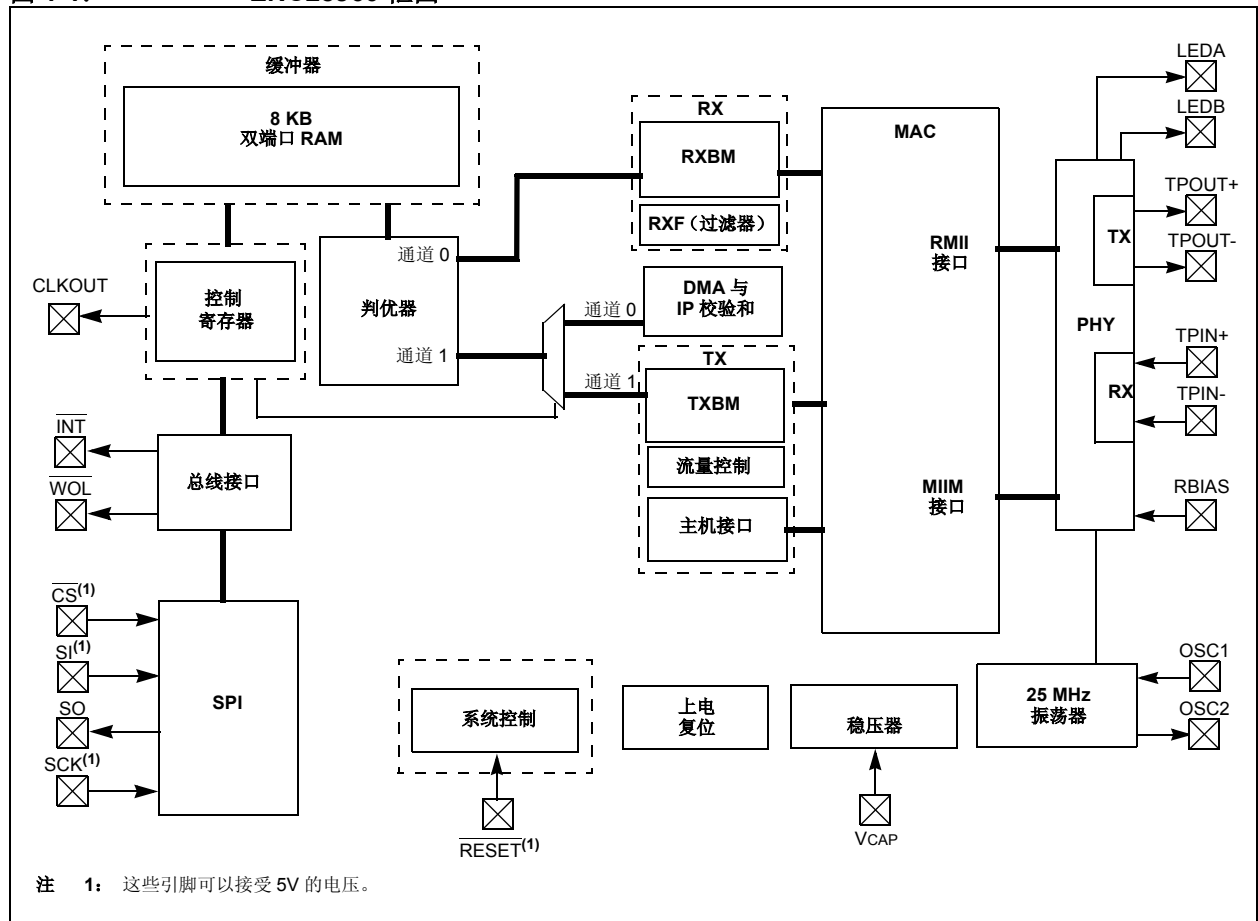 缓冲器
8 KB
双端口 RAM
RX
RXBM
RXF（过滤器）
MAC
LEDA
LEDB
TPOUT+
TX
TPOUT-
RMII
接口
PHY
CLKOUT
控制
寄存器
通道 0
判优器
通道 1
通道 0
DMA 与
IP 校验和
通道 1
TX
TXBM
流量控制
主机接口
TPIN+
RX
TPIN-
MIIM
接口
RBIAS
INT
WOL
总线接口
CS(1)
SI(1)
SO
SCK(1)
SPI
系统控制
RESET(1)
上电
复位
稳压器
VCAP
25 MHz
振荡器
OSC1
OSC2
注 1： 这些引脚可以接受 5V 的电压。